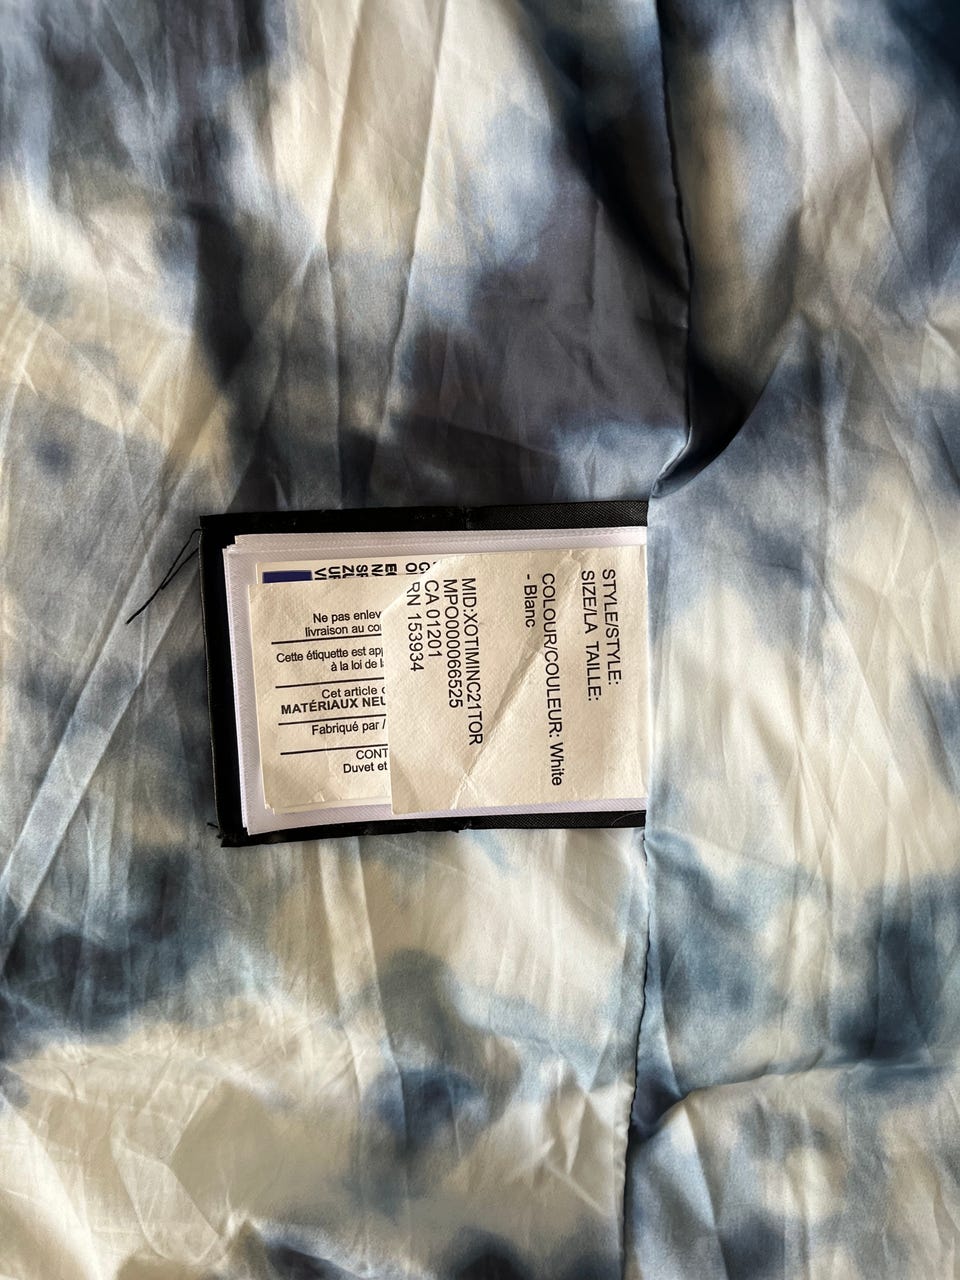 STYLE/STYLE:
SIZE/LA TAILLE:
COLOUR/COULEUR: White
- Blanc
MID:XOTIMINC21TOR
MPO0000066525
CA 01201
RN 153934
Ne pas enlev
livraison au co
Cette étiquette est app
à la loi de l
Cet article
MATÉRIAUX NEU
Fabriqué par /
CONT
Duvet et